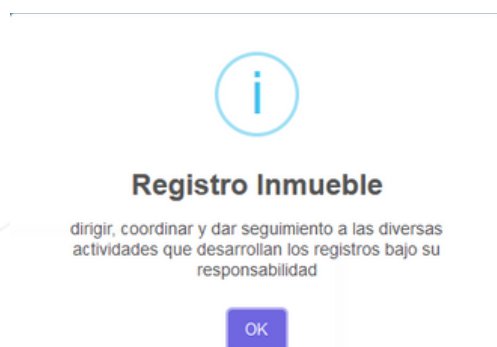 i
Registro Inmueble
dirigir, coordinar y dar seguimiento a las diversas
actividades que desarrollan los registros bajo su
responsabilidad
OK